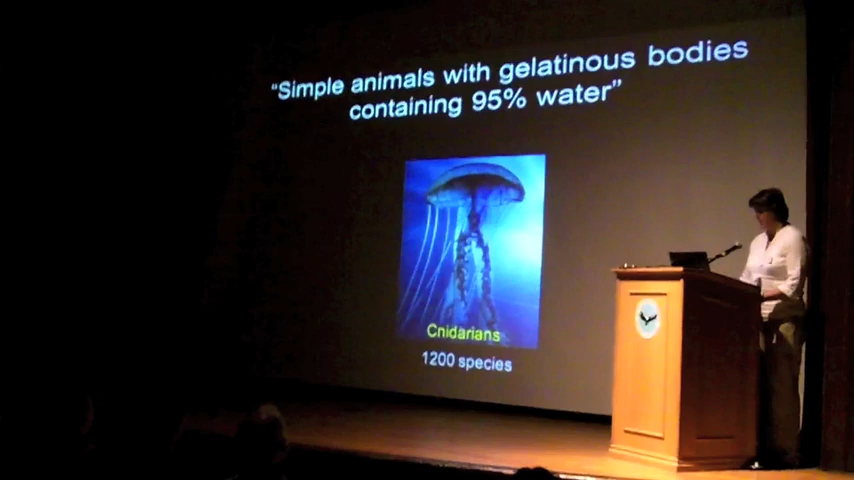 “Simple animals with gelatinous bodies
containing 95% water”
Cnidarians
1200 species